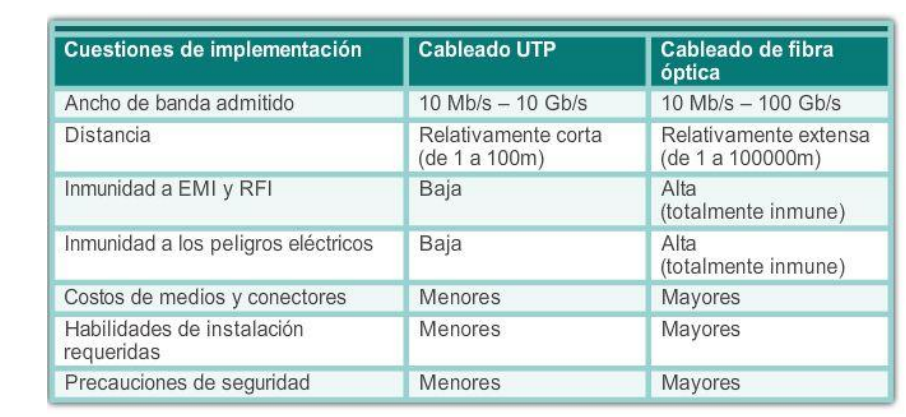 Cuestiones de implementación Cableado UTP Cableado de fibra
óptica
Ancho de banda admitido 10 Mb/s – 10 Gb/s 10 Mb/s – 100 Gb/s
Distancia Relativamente corta Relativamente extensa
(de 1 a 100m) (de 1 a 100000m)
Inmunidad a EMI y RFI Baja Alta
(totalmente inmune)
Inmunidad a los peligros eléctricos Baja Alta
(totalmente inmune)
Costos de medios y conectores Menores Mayores
Habilidades de instalación Menores Mayores
requeridas
Precauciones de seguridad Menores Mayores